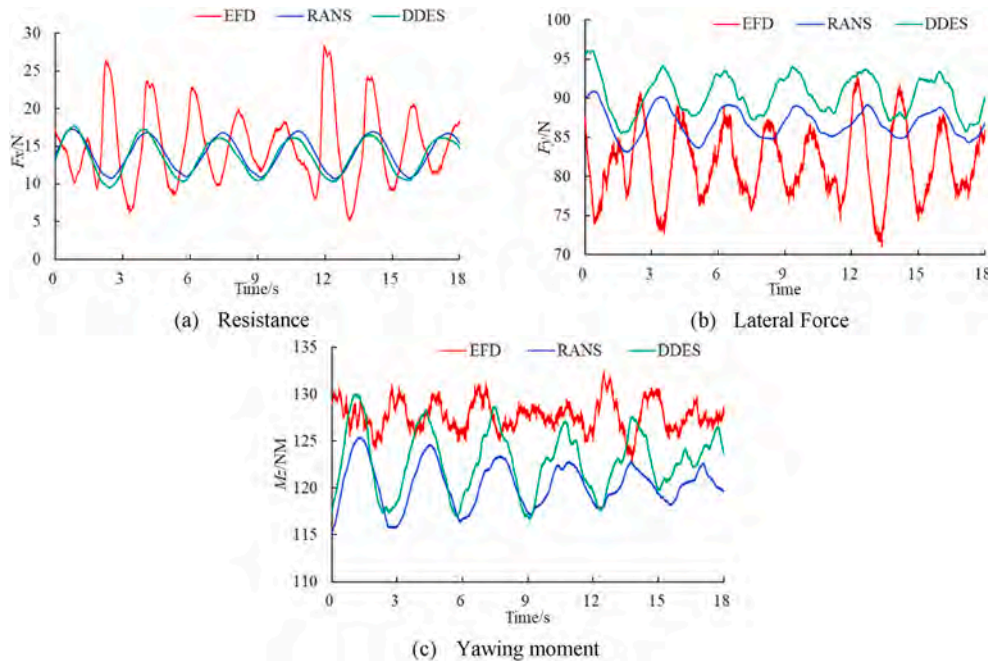 EFD RANS DDES
30
25
20
15
10
5
0
Fx/N
0 3 6 9 12 15 18
Time/s
(a) Resistance
EFD RANS DDES
100
95
90
85
80
75
70
Fy/N
0 3 6 9 12 15 18
Time
(b) Lateral Force
EFD RANS DDES
135
130
125
120
115
110
Mz/NM
0 3 6 9 12 15 18
Time/s
(c) Yawing moment